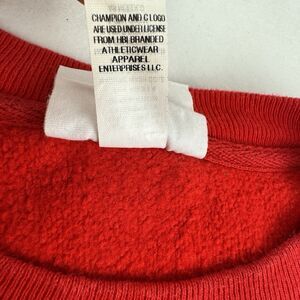 CHAMPION AND C LOGO
ARE USED UNDER LICENSE
FROM HBI BRANDED
ATHLETICWEAR
APPAREL
ENTERPRISES LLC.